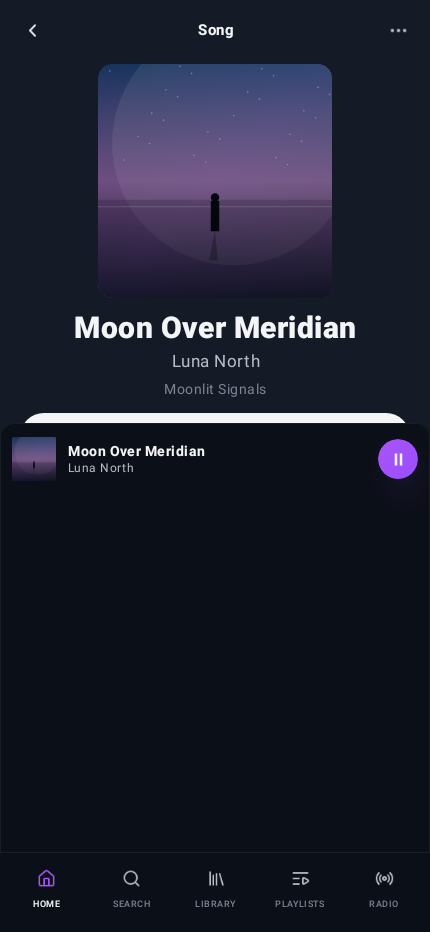 Song
Moon Over Meridian
Luna North
Moonlit Signals
Moon Over Meridian
Luna North
HOME
SEARCH
LIBRARY
PLAYLISTS
RADIO